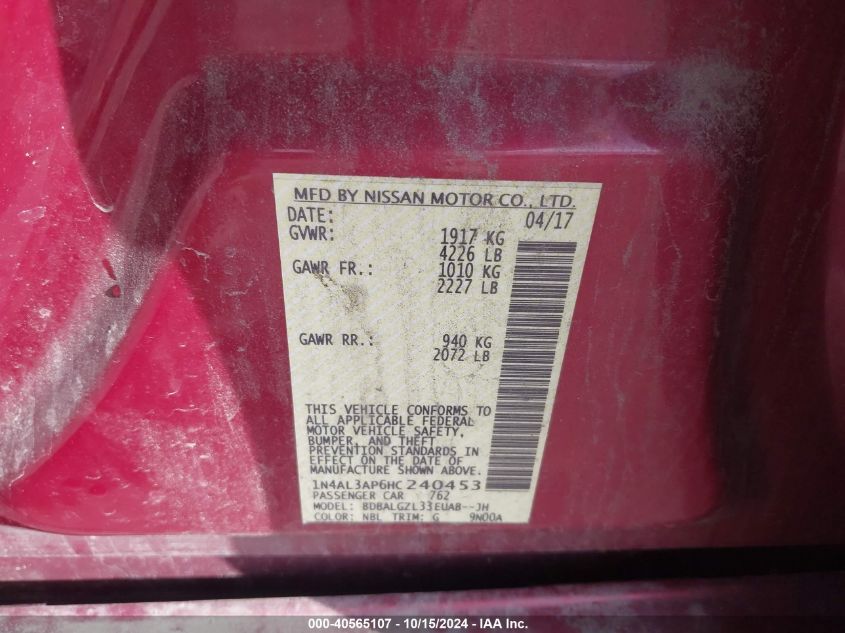 MFD BY NISSAN MOTOR CO., LTD.
DATE: 04/17
GVWR: 1917 KG
4226 LB
GAWR FR.: 1010 KG
2227 LB
GAWR RR.: 940 KG
2072 LB
THIS VEHICLE CONFORMS TO
ALL APPLICABLE FEDERAL
MOTOR VEHICLE SAFETY,
BUMPER, AND THEFT
PREVENTION STANDARDS IN
EFFECT ON THE DATE OF
MANUFACTURE SHOWN ABOVE.
1N4AL3AP6HC240453
PASSENGER CAR 762
MODEL: BDBALGZL33EUAB--JH
COLOR: NBL TRIM: G 9N00A
000-40565107 - 10/15/2024 - IAA Inc.